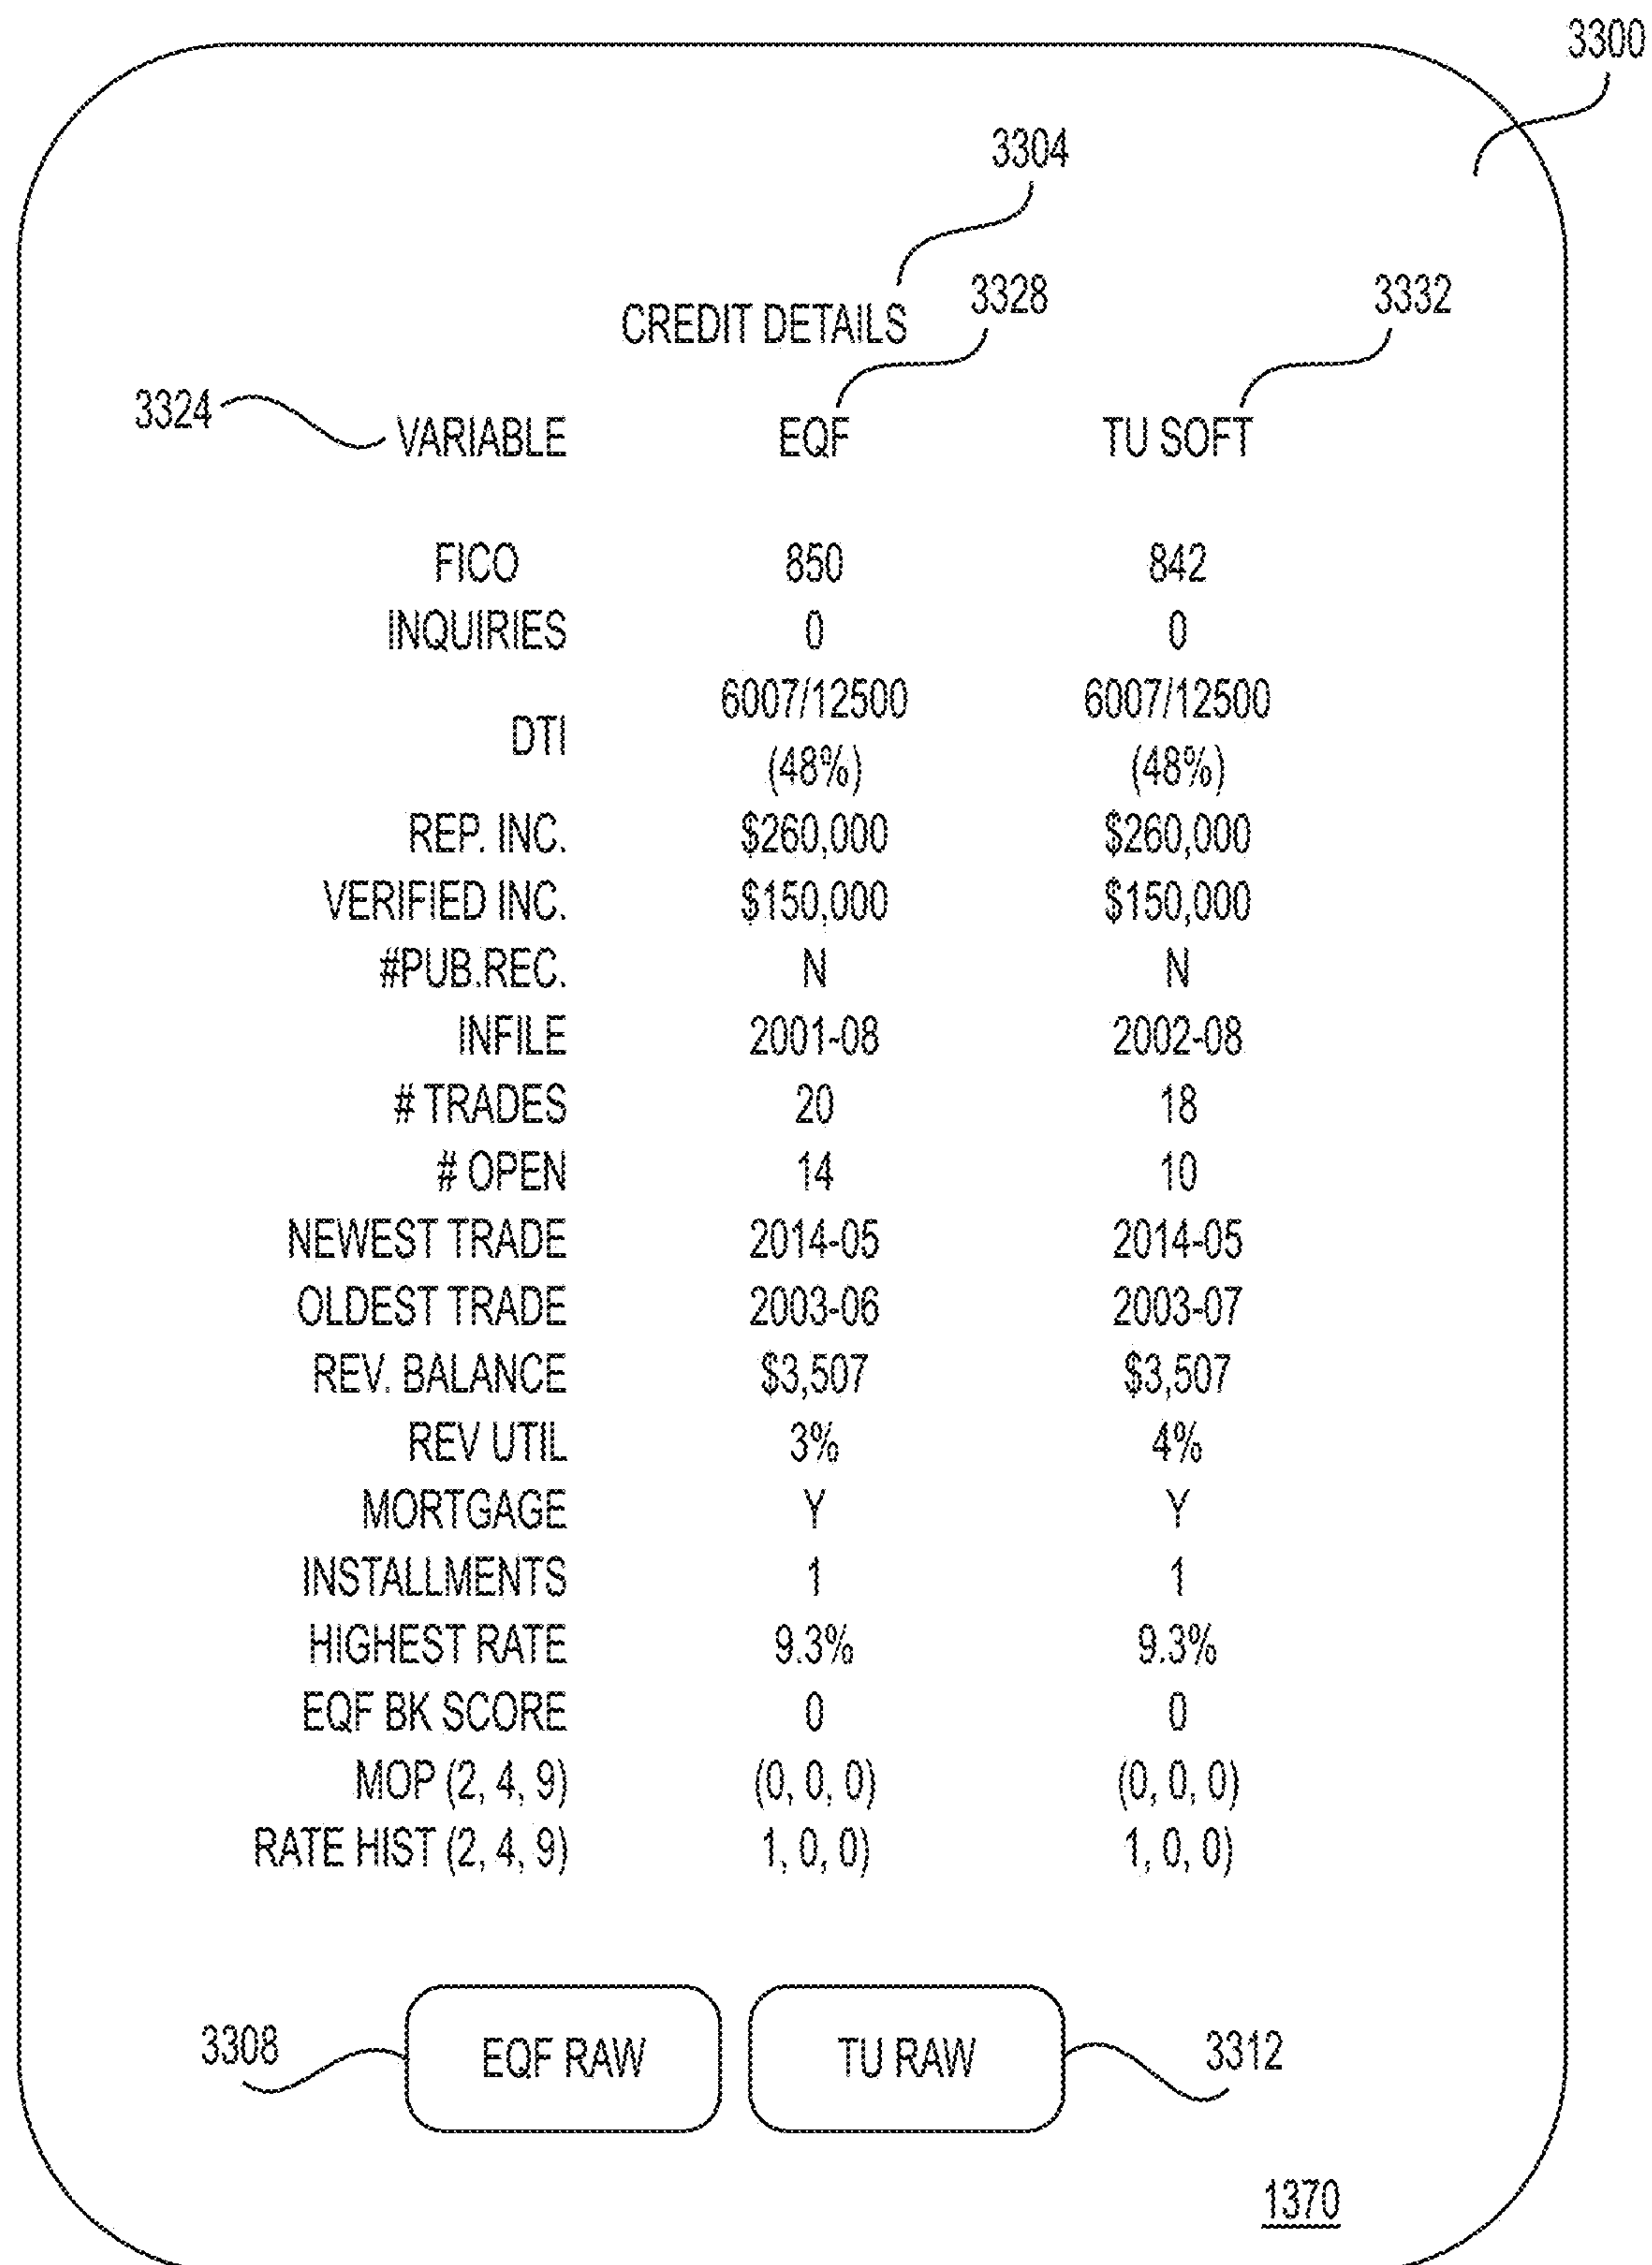 3300
3304
CREDIT DETAILS 3328 3332
3324 VARIABLE EQF TU SOFT
FICO 850 842
INQUIRIES 0 0
DTI 6007/12500 (48%) 6007/12500 (48%)
REP. INC. $260,000 $260,000
VERIFIED INC. $150,000 $150,000
#PUB.REC. N N
INFILE 2001-08 2002-08
# TRADES 20 18
# OPEN 14 10
NEWEST TRADE 2014-05 2014-05
OLDEST TRADE 2003-06 2003-07
REV. BALANCE $3,507 $3,507
REV UTIL 3% 4%
MORTGAGE Y Y
INSTALLMENTS 1 1
HIGHEST RATE 9.3% 9.3%
EQF BK SCORE 0 0
MOP (2, 4, 9) (0, 0, 0) (0, 0, 0)
RATE HIST (2, 4, 9) 1, 0, 0) 1, 0, 0)
3308 EQF RAW TU RAW 3312
1370